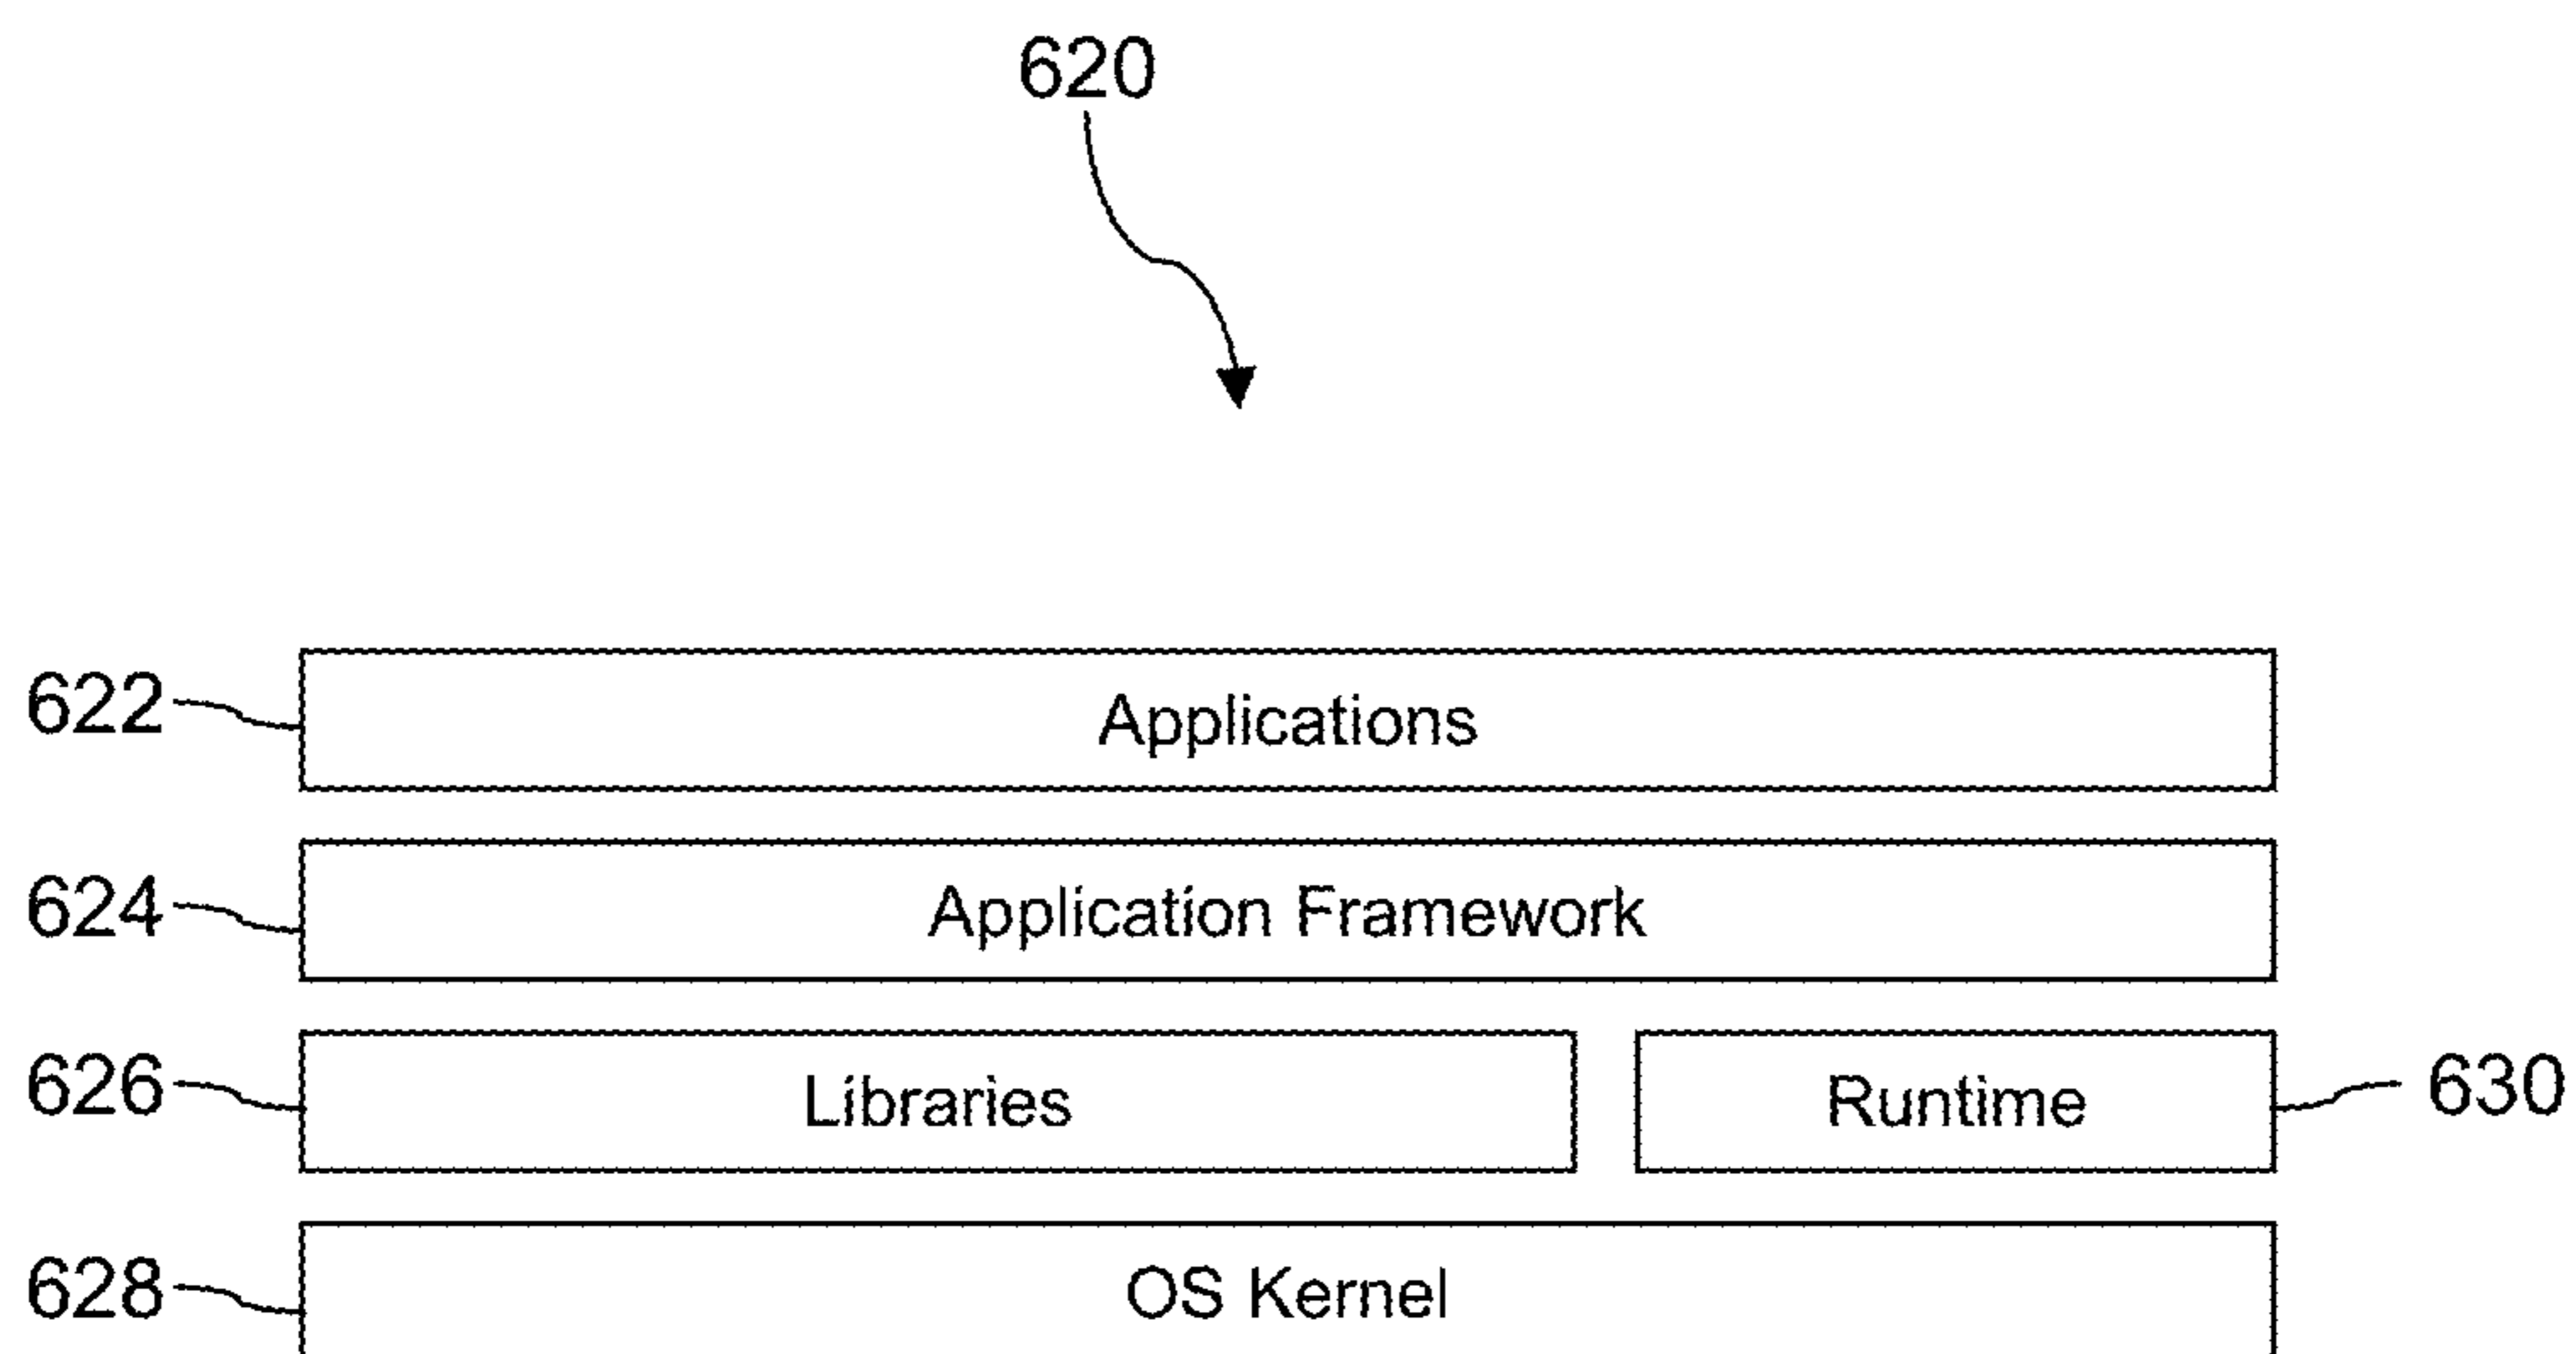 620
622 Applications
624 Application Framework
626 Libraries Runtime 630
628 OS Kernel